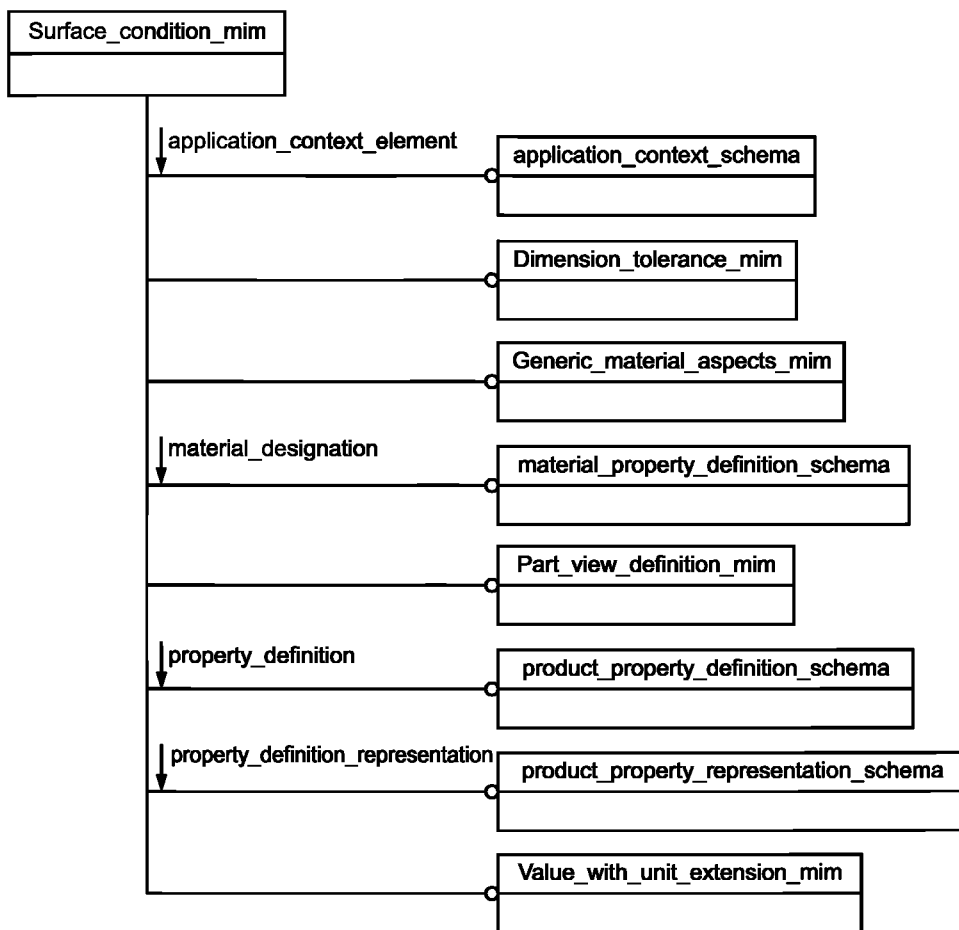 Surface_condition_mim
application_context_element
application_context_schema
Dimension_tolerance_mim
Generic_material_aspects_mim
material_designation
material_property_definition_schema
Part_view_definition_mim
property_definition
product_property_definition_schema
property_definition_representation
product_property_representation_schema
Value_with_unit_extension_mim